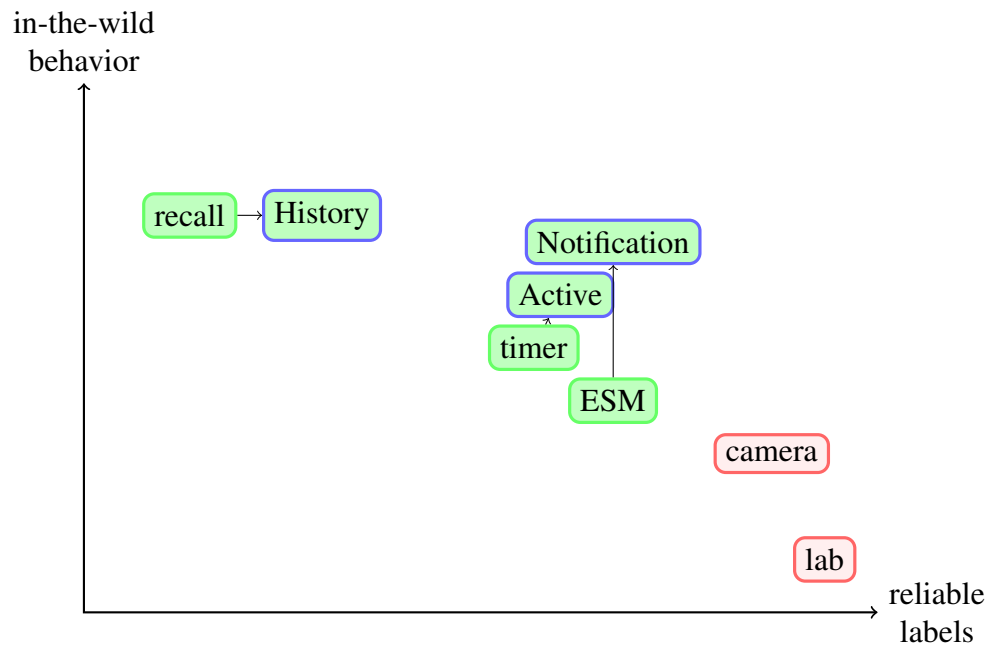 in-the-wild
behavior
recall
History
Notification
Active
timer
ESM
camera
lab
reliable
labels